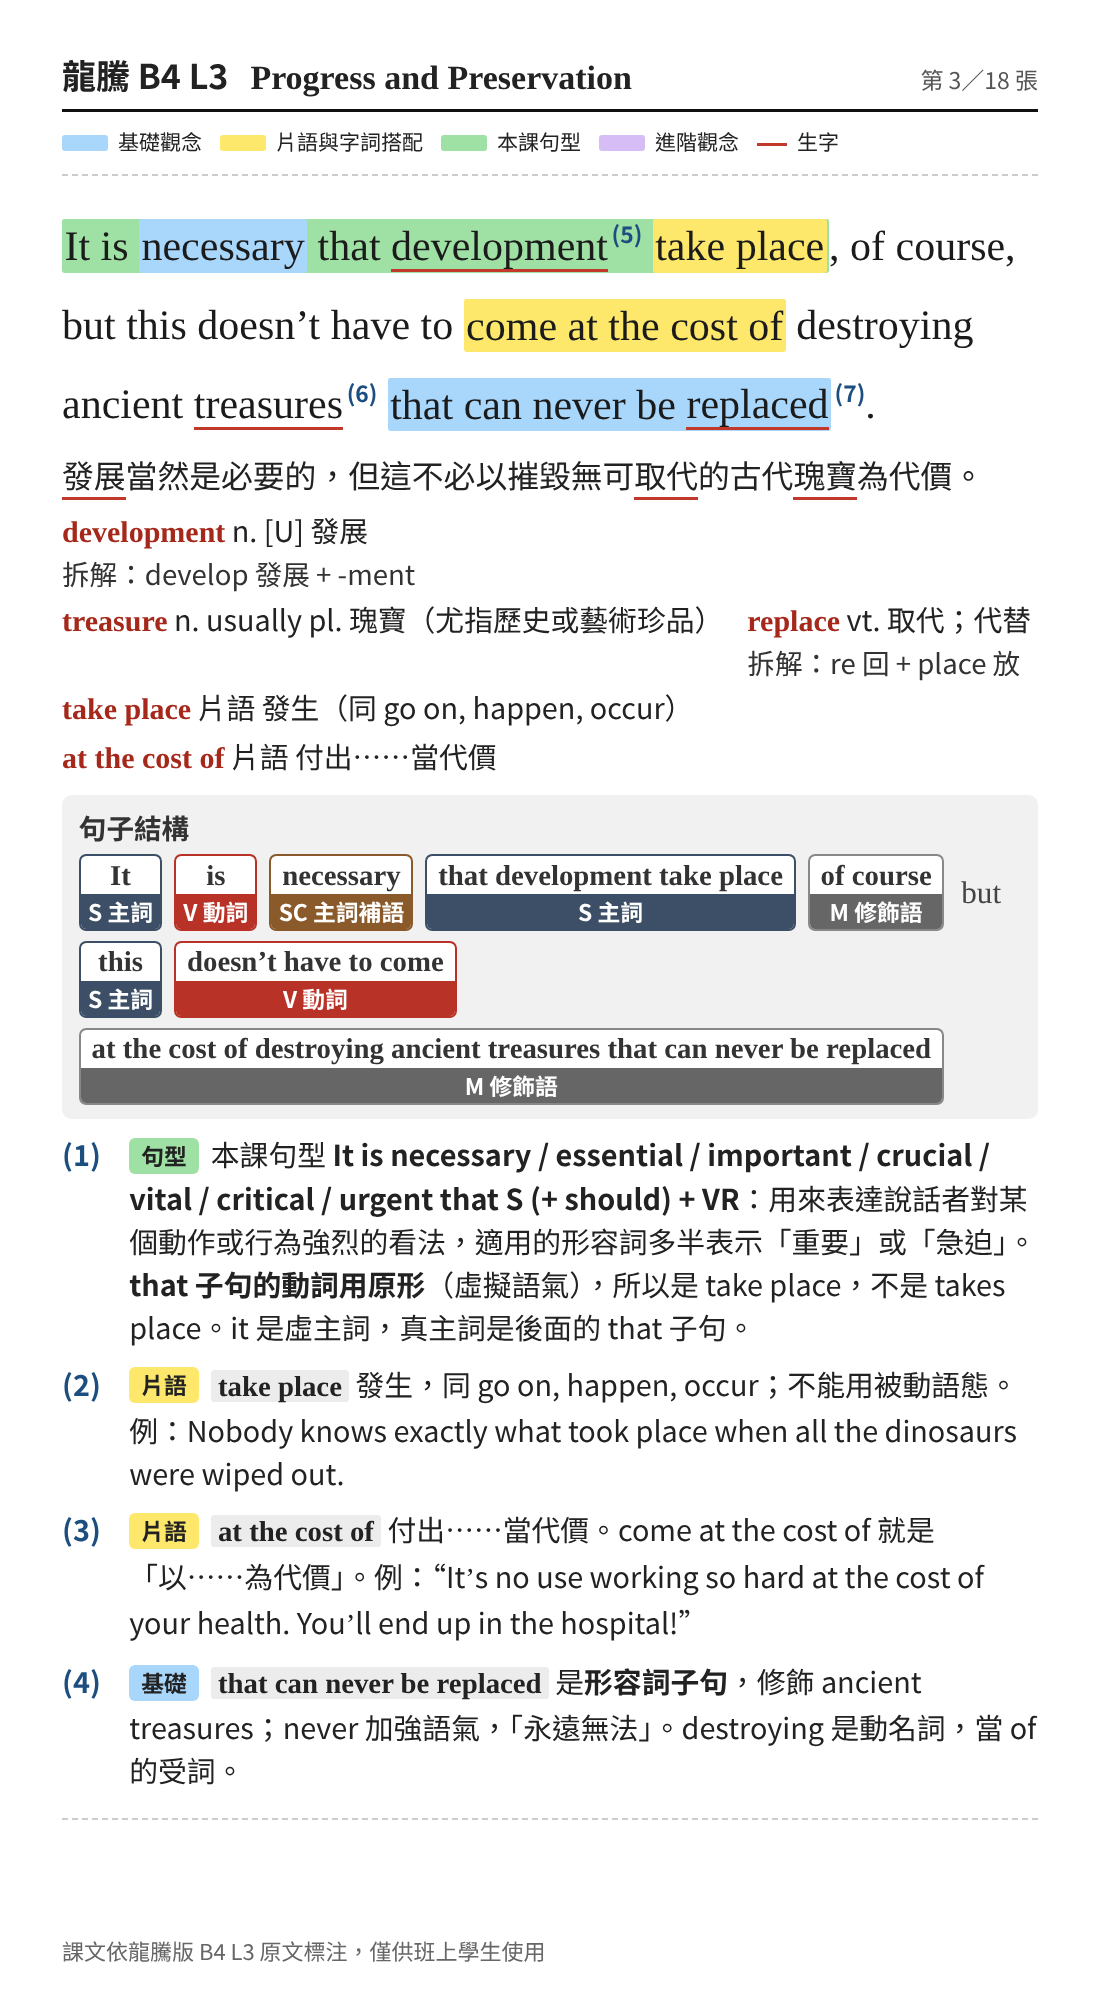 龍騰 B4 L3 Progress and Preservation 第 3／18 張
基礎觀念 片語與字詞搭配 本課句型 進階觀念 生字
It is necessary that development(5) take place, of course,
but this doesn’t have to come at the cost of destroying
ancient treasures(6) that can never be replaced(7).
發展當然是必要的，但這不必以摧毀無可取代的古代瑰寶為代價。
development n. [U] 發展
拆解：develop 發展 + -ment
treasure n. usually pl. 瑰寶（尤指歷史或藝術珍品） replace vt. 取代；代替
拆解：re 回 + place 放
take place 片語 發生（同 go on, happen, occur）
at the cost of 片語 付出……當代價
句子結構
It is necessary that development take place of course but
S 主詞 V 動詞 SC 主詞補語 S 主詞 M 修飾語
this doesn’t have to come
S 主詞 V 動詞
at the cost of destroying ancient treasures that can never be replaced
M 修飾語
(1) 句型 本課句型 It is necessary / essential / important / crucial /
vital / critical / urgent that S (+ should) + VR：用來表達說話者對某
個動作或行為強烈的看法，適用的形容詞多半表示「重要」或「急迫」。
that 子句的動詞用原形（虛擬語氣），所以是 take place，不是 takes
place。it 是虛主詞，真主詞是後面的 that 子句。
(2) 片語 take place 發生，同 go on, happen, occur；不能用被動語態。
例：Nobody knows exactly what took place when all the dinosaurs
were wiped out.
(3) 片語 at the cost of 付出……當代價。come at the cost of 就是
「以……為代價」。例：“It’s no use working so hard at the cost of
your health. You’ll end up in the hospital!”
(4) 基礎 that can never be replaced 是形容詞子句，修飾 ancient
treasures；never 加強語氣，「永遠無法」。destroying 是動名詞，當 of
的受詞。
課文依龍騰版 B4 L3 原文標注，僅供班上學生使用